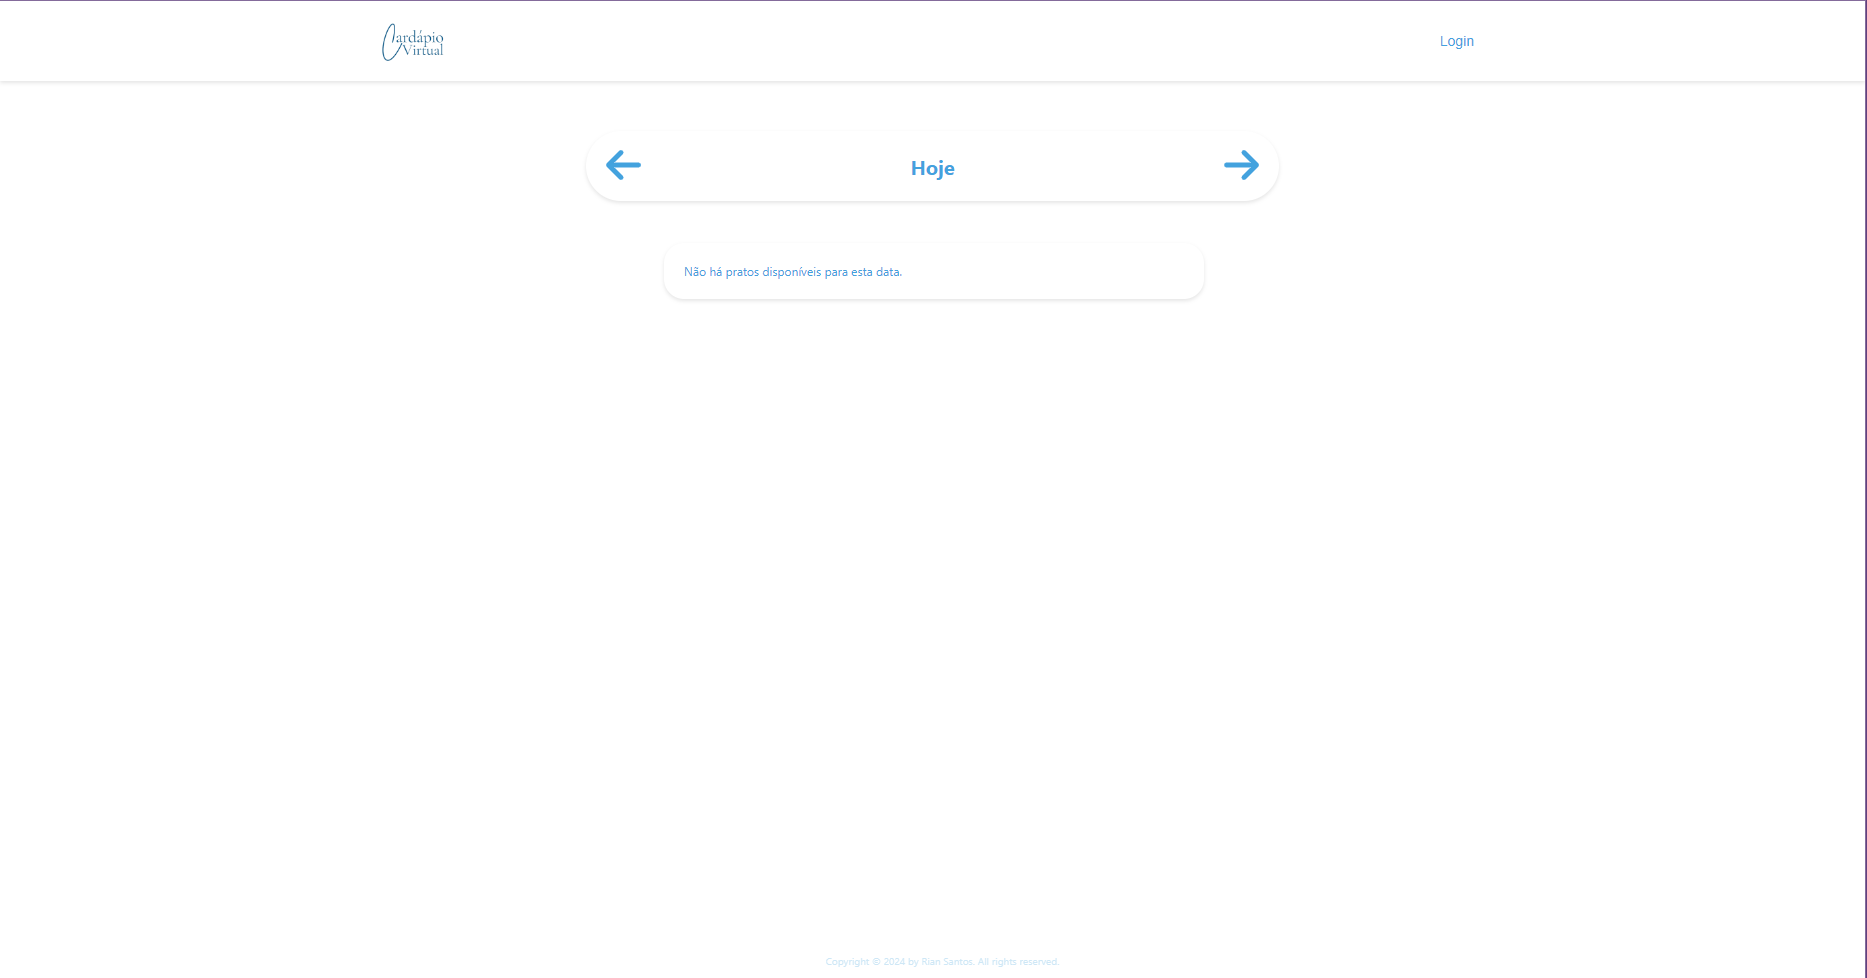 Cardápio
Virtual
Login
Hoje
Não há pratos disponíveis para esta data.
Copyright © 2024 by Rian Santos. All rights reserved.